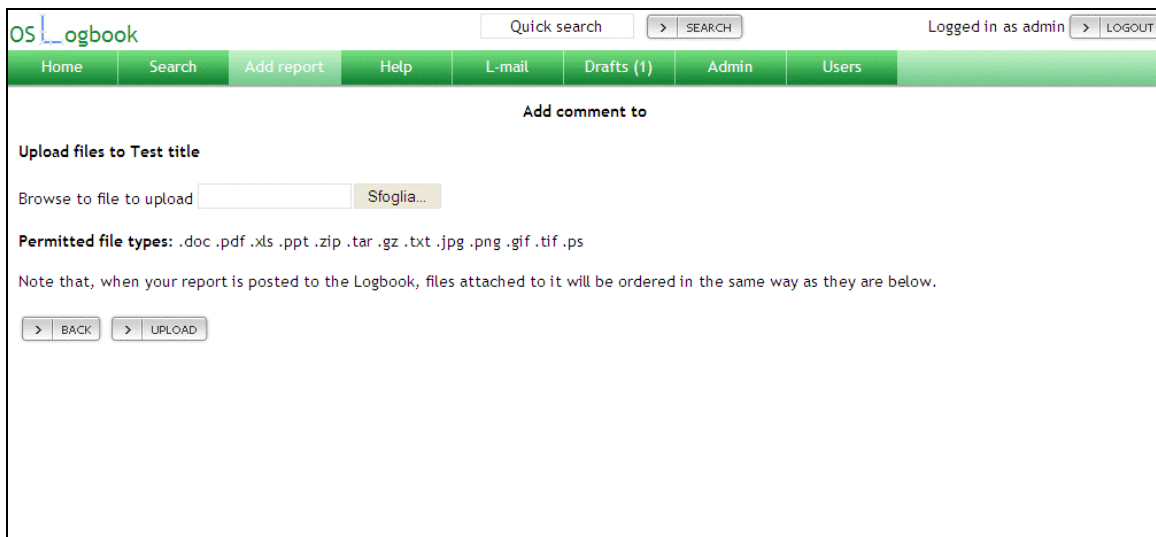 OS Logbook Quick search > SEARCH Logged in as admin > LOGOUT
Home Search Add report Help L-mail Drafts (1) Admin Users
Add comment to
Upload files to Test title
Browse to file to upload Sfoglia...
Permitted file types: .doc .pdf .xls .ppt .zip .tar .gz .txt .jpg .png .gif .tif .ps
Note that, when your report is posted to the Logbook, files attached to it will be ordered in the same way as they are below.
> BACK > UPLOAD